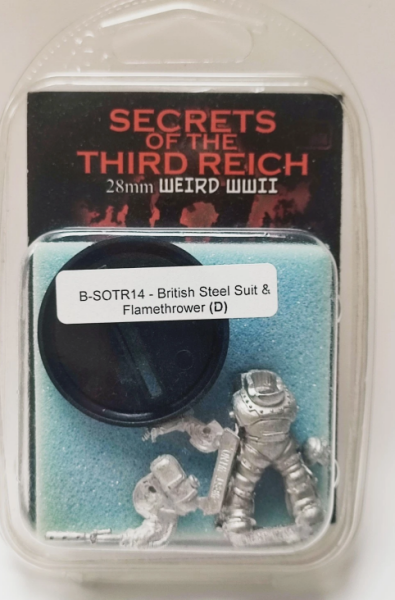 SECRETS
OF THE
THIRD REICH
28mm WEIRD WWII
B-SOTR14 - British Steel Suit &
Flamethrower (D)